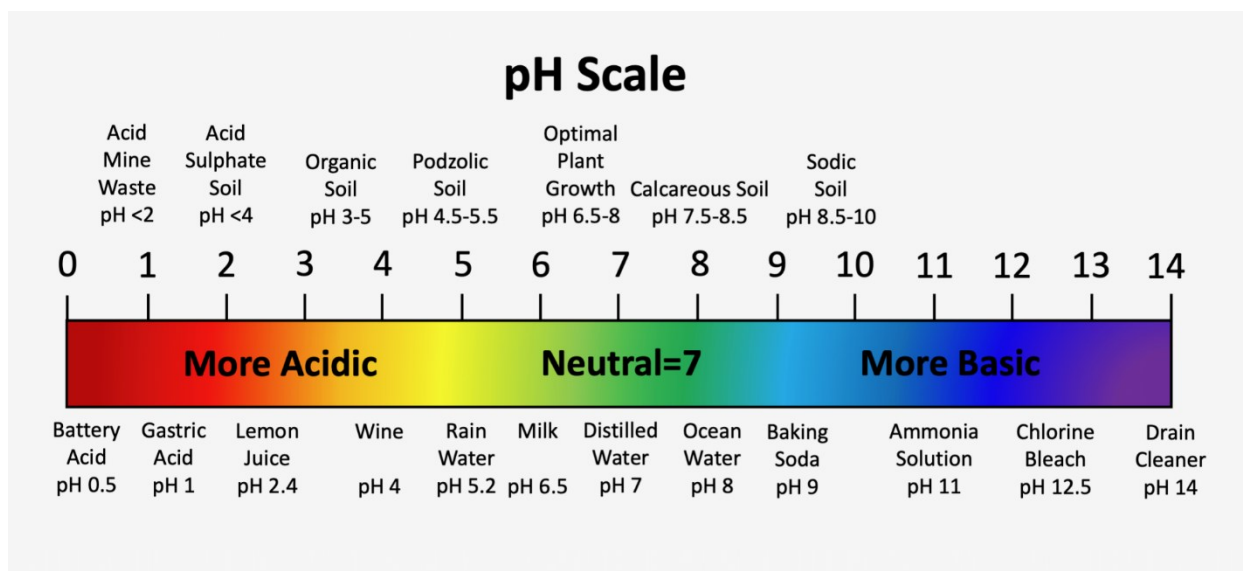 pH Scale
Acid
Mine
Waste
pH <2
Acid
Sulphate
Soil
pH <4
Organic
Soil
pH 3-5
Podzolic
Soil
pH 4.5-5.5
Optimal
Plant
Growth
pH 6.5-8
Calcareous Soil
pH 7.5-8.5
Sodic
Soil
pH 8.5-10
0 1 2 3 4 5 6 7 8 9 10 11 12 13 14
More Acidic Neutral=7 More Basic
Battery
Acid
pH 0.5
Gastric
Acid
pH 1
Lemon
Juice
pH 2.4
Wine
pH 4
Rain
Water
pH 5.2
Milk
pH 6.5
Distilled
Water
pH 7
Ocean
Water
pH 8
Baking
Soda
pH 9
Ammonia
Solution
pH 11
Chlorine
Bleach
pH 12.5
Drain
Cleaner
pH 14